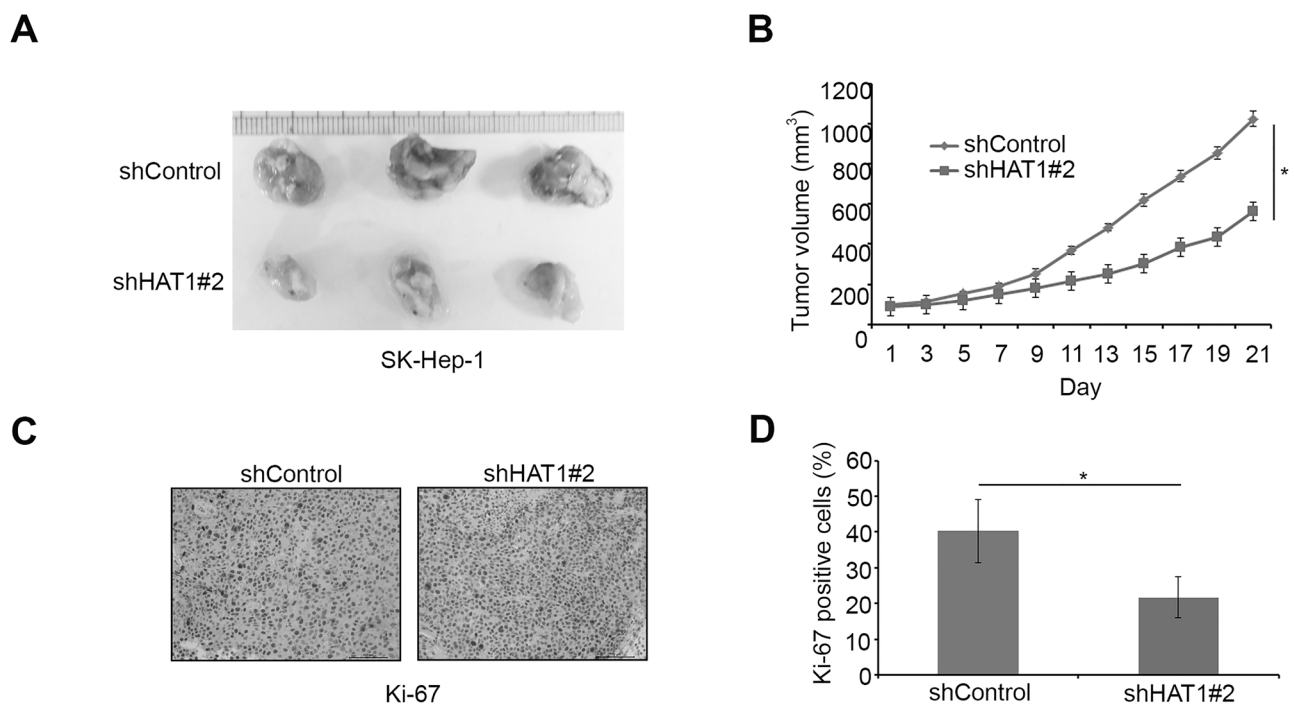 A
shControl
shHAT1#2
SK-Hep-1
B
Tumor volume (mm³)
1200
1000
800
600
400
200
0
shControl
shHAT1#2
*
1 3 5 7 9 11 13 15 17 19 21
Day
C
shControl shHAT1#2
Ki-67
D
Ki-67 positive cells (%)
60
50
40
30
20
10
0
*
shControl shHAT1#2